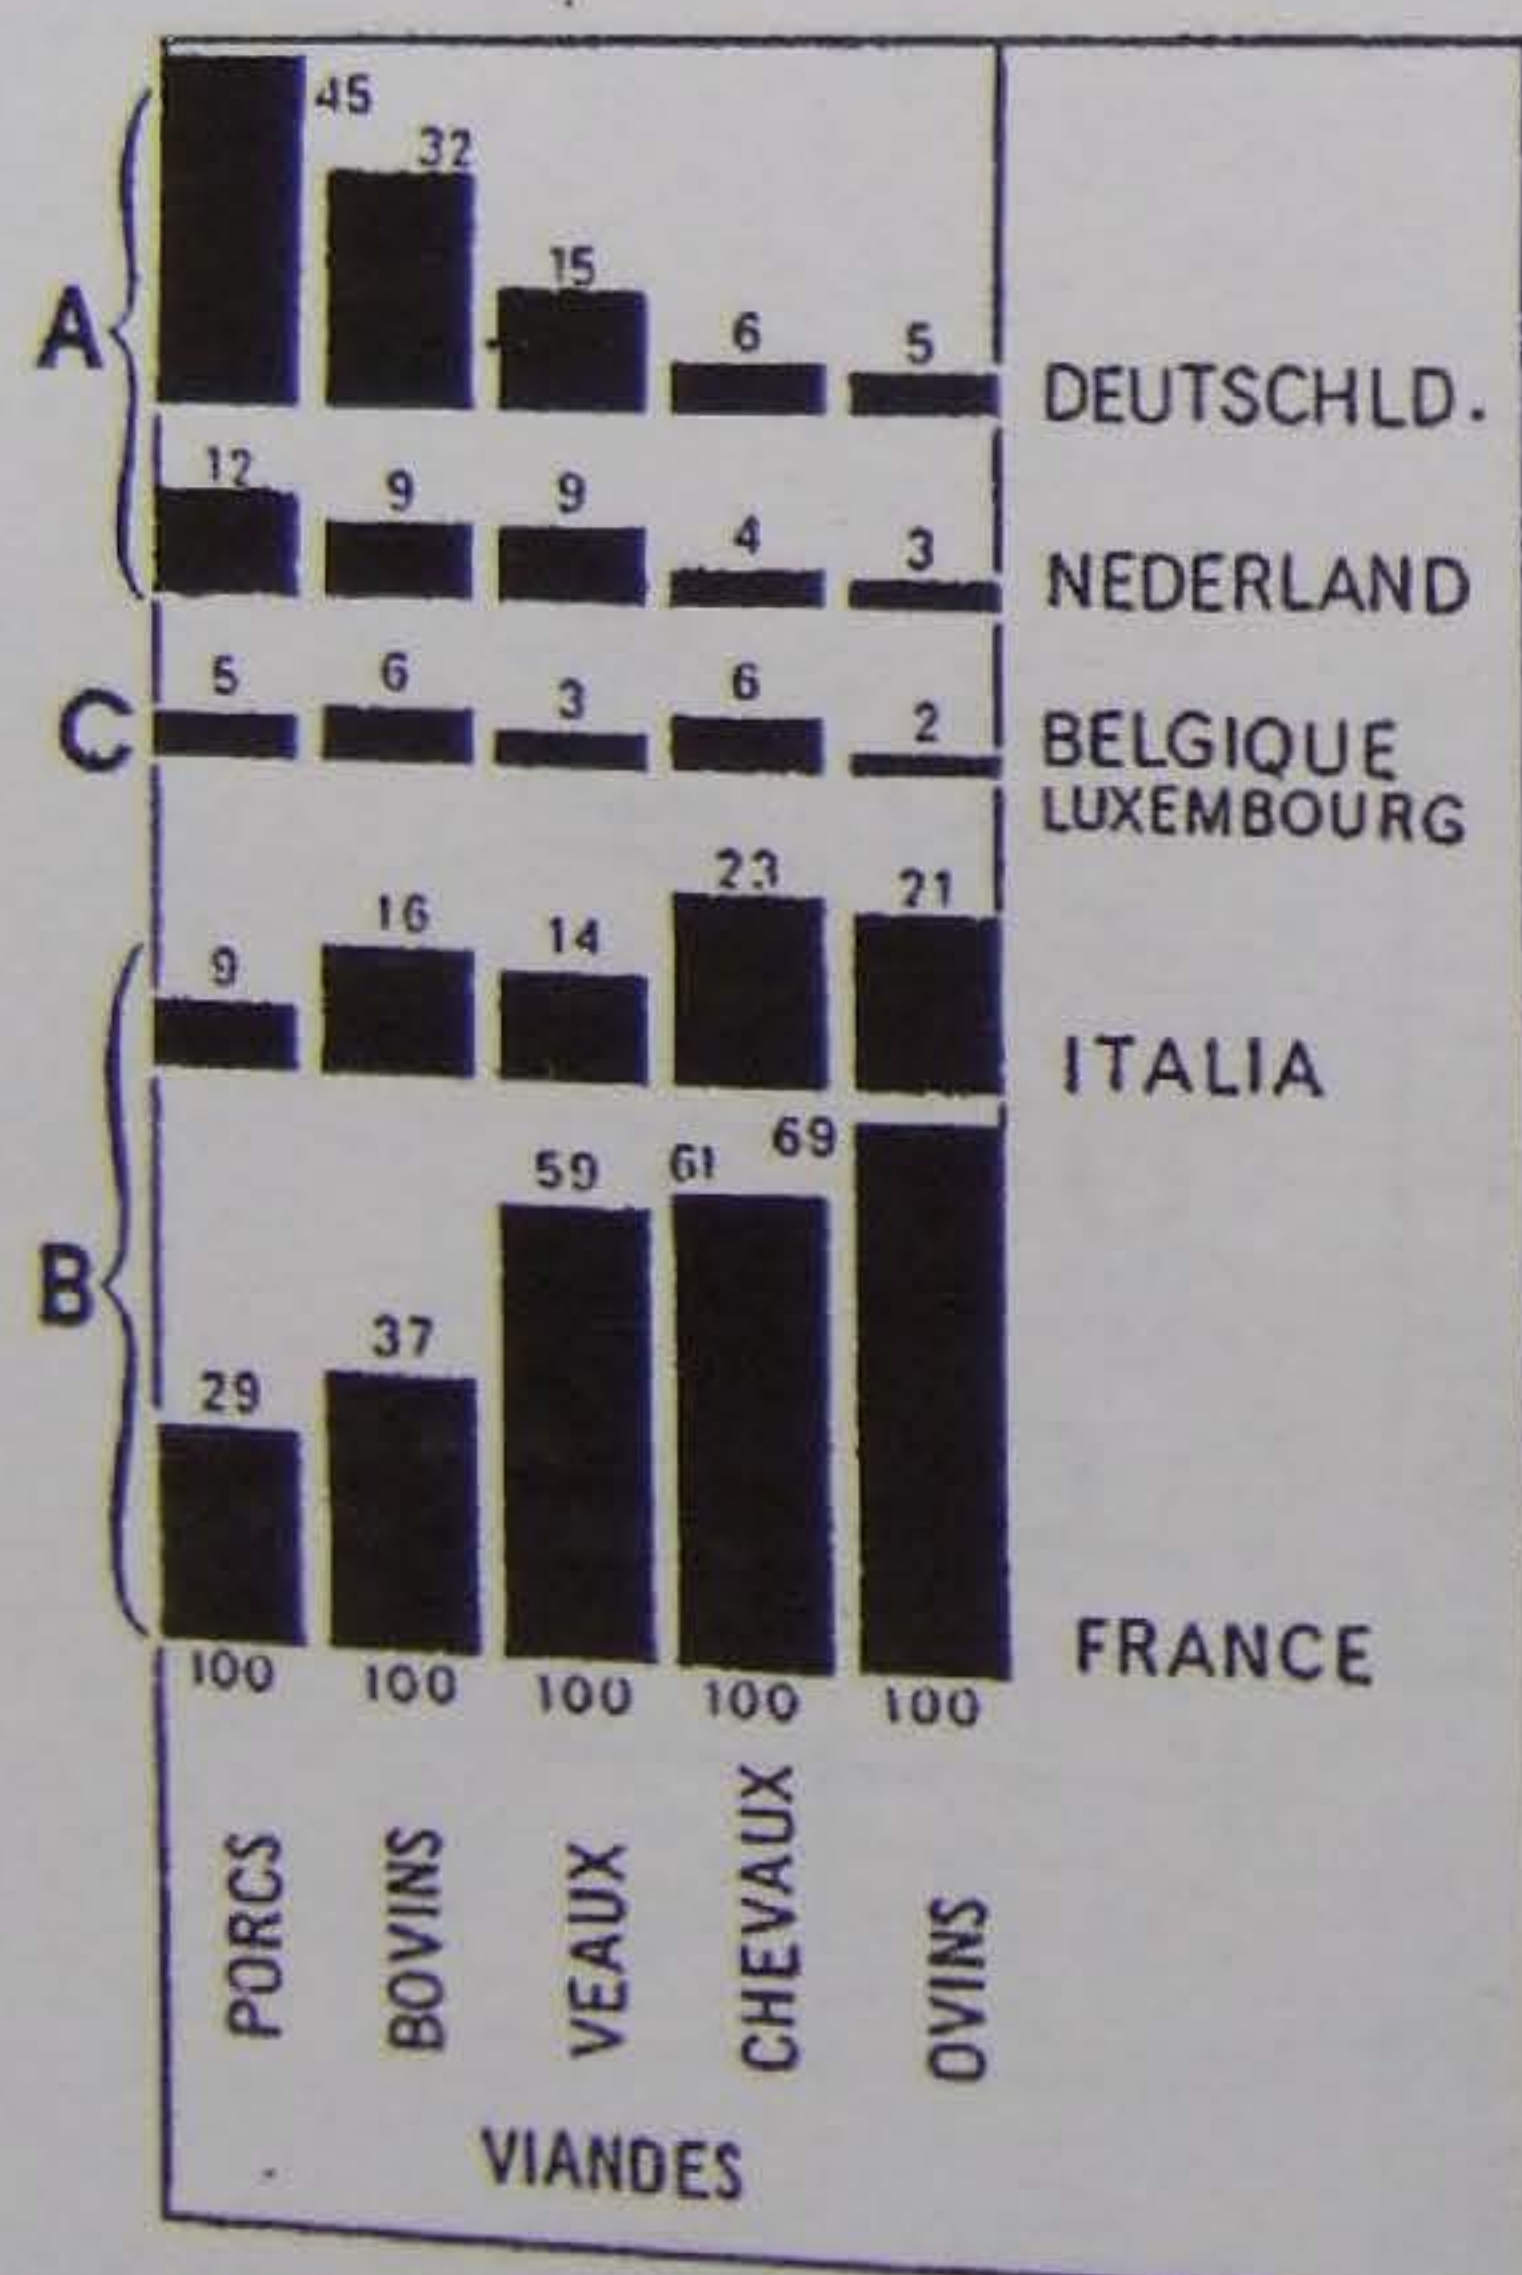 45
32
15
6
5
A
DEUTSCHLD.
12
9
9
4
3
NEDERLAND
5
6
3
6
2
C
BELGIQUE
LUXEMBOURG
9
16
14
23
21
ITALIA
29
37
59
61
69
B
FRANCE
100 100 100 100 100
PORCS
BOVINS
VEAUX
CHEVAUX
OVINS
VIANDES